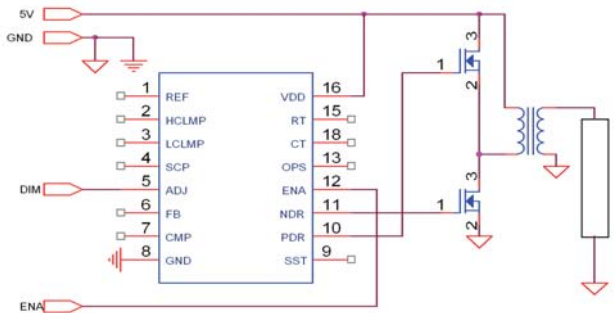 5V
GND
1 REF VDD 16
2 HCLMP RT 15
3 LCLMP CT 18
4 SCP OPS 13
DIM 5 ADJ ENA 12
6 FB NDR 11
7 CMP PDR 10
8 GND SST 9
ENA
3
1
2
3
1
2